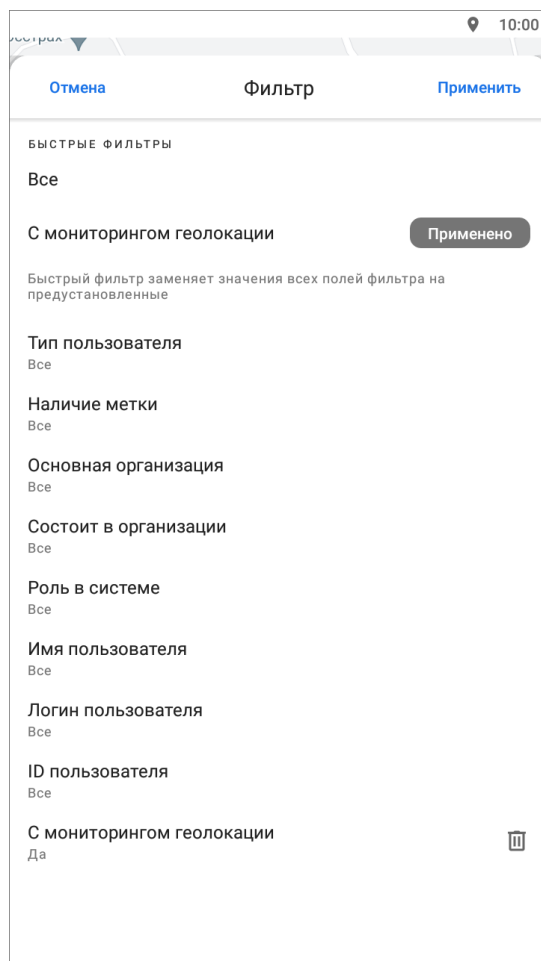 10:00
Отмена
Фильтр
Применить
БЫСТРЫЕ ФИЛЬТРЫ
Все
С мониторингом геолокации
Применено
Быстрый фильтр заменяет значения всех полей фильтра на
предустановленные
Тип пользователя
Все
Наличие метки
Все
Основная организация
Все
Состоит в организации
Все
Роль в системе
Все
Имя пользователя
Все
Логин пользователя
Все
ID пользователя
Все
С мониторингом геолокации
Да